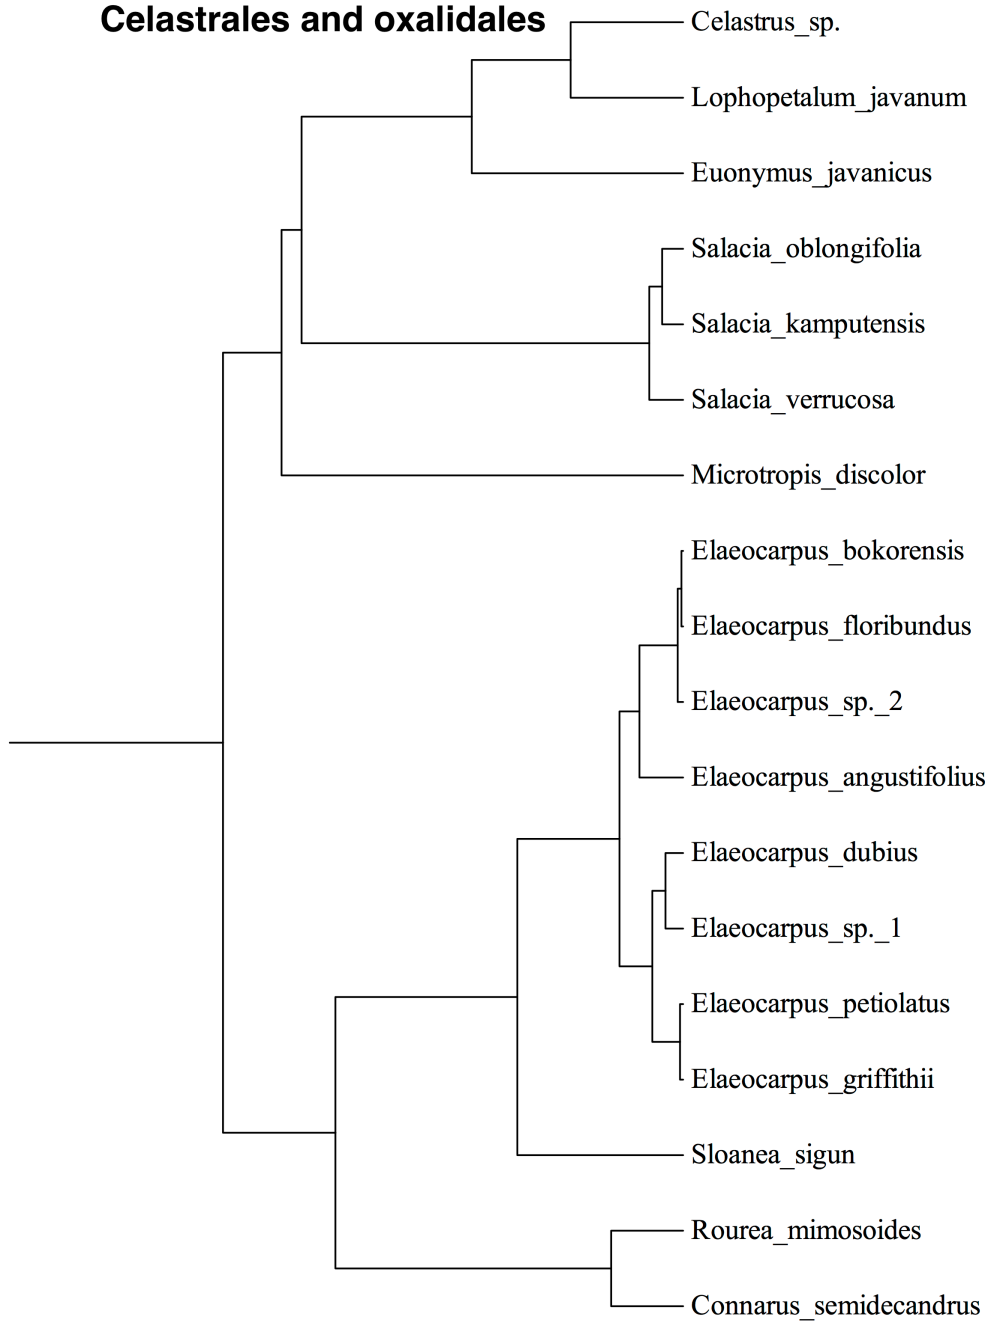 Celastrales and oxalidales
Celastrus_sp.
Lophopetalum_javanum
Euonymus_javanicus
Salacia_oblongifolia
Salacia_kamputensis
Salacia_verrucosa
Microtropis_discolor
Elaeocarpus_bokorensis
Elaeocarpus_floribundus
Elaeocarpus_sp._2
Elaeocarpus_angustifolius
Elaeocarpus_dubius
Elaeocarpus_sp._1
Elaeocarpus_petiolatus
Elaeocarpus_griffithii
Sloanea_sigun
Rourea_mimosoides
Connarus_semidecandrus